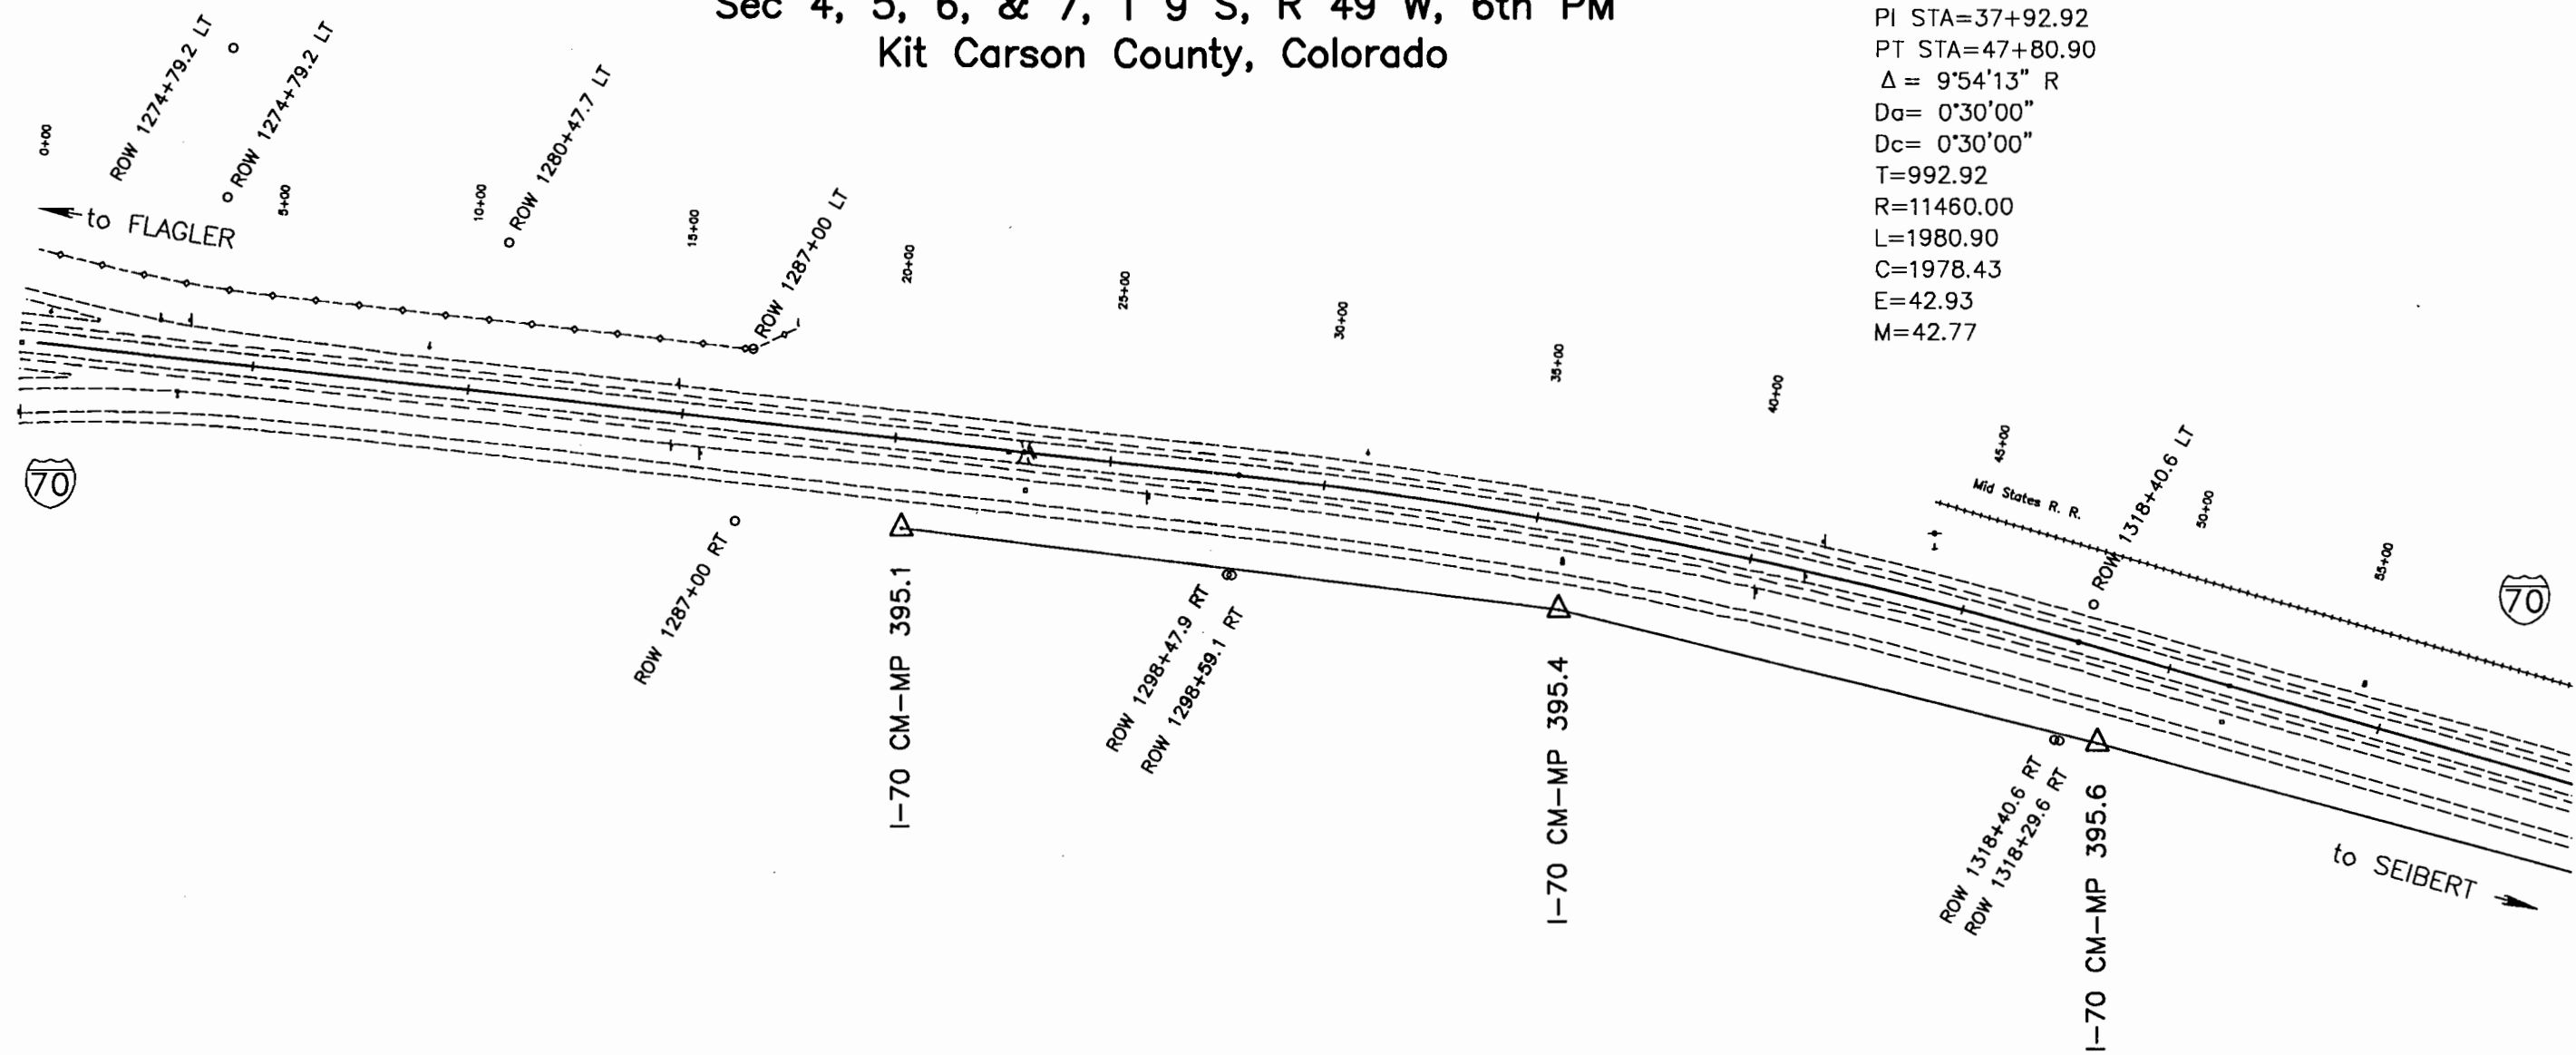 Sec 4, 5, 6, & 7, T 9 S, R 49 W, 6th PM
Kit Carson County, Colorado
PI STA=37+92.92
PT STA=47+80.90
Δ = 9°54'13" R
Da= 0°30'00"
Dc= 0°30'00"
T=992.92
R=11460.00
L=1980.90
C=1978.43
E=42.93
M=42.77
0+00
ROW 1274+79.2 LT
ROW 1274+79.2 LT
5+00
10+00
ROW 1280+47.7 LT
15+00
ROW 1287+00 LT
20+00
25+00
30+00
35+00
40+00
45+00
ROW 1318+40.6 LT
50+00
55+00
to FLAGLER
Mid States R. R.
70
70
ROW 1287+00 RT
I-70 CM-MP 395.1
ROW 1298+47.9 RT
ROW 1298+59.1 RT
I-70 CM-MP 395.4
ROW 1318+40.6 RT
ROW 1318+29.6 RT
I-70 CM-MP 395.6
to SEIBERT